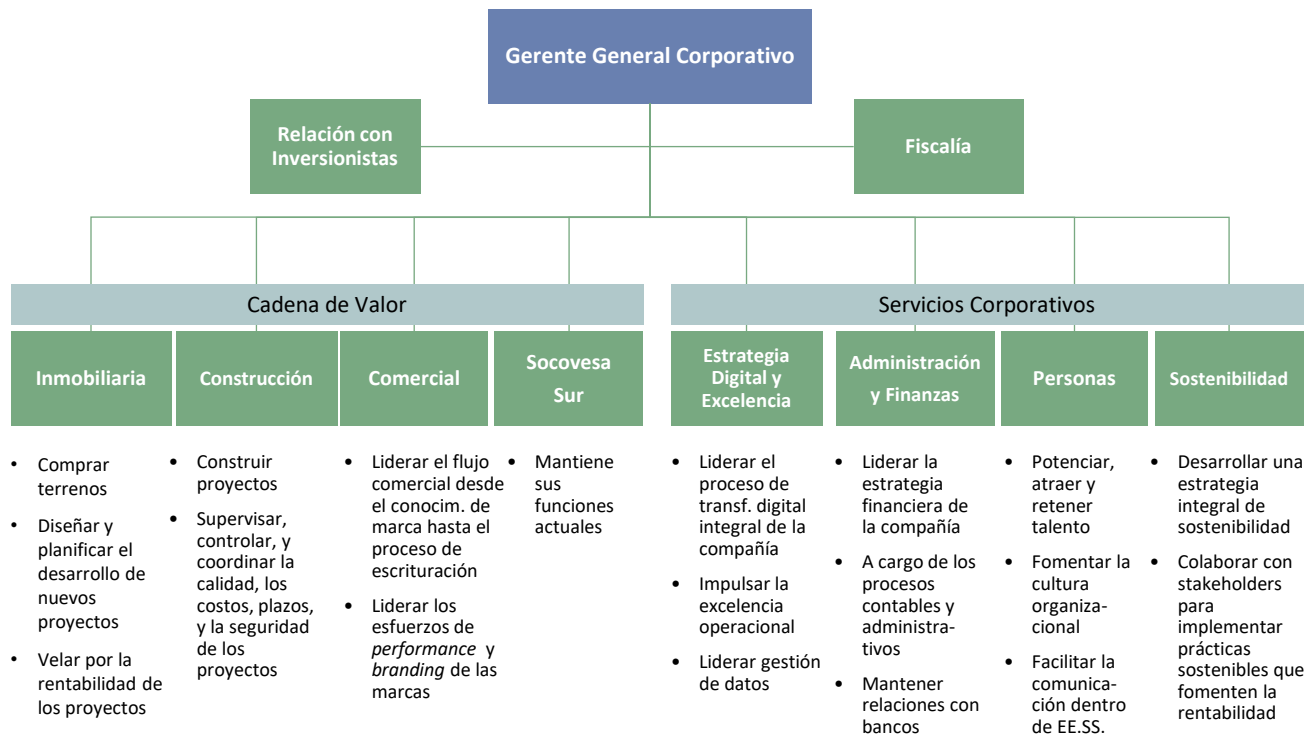 Gerente General Corporativo
Relación con
Inversionistas
Fiscalía
Cadena de Valor
Servicios Corporativos
Inmobiliaria
Construcción
Comercial
Socovesa
Sur
Estrategia
Digital y
Excelencia
Administración
y Finanzas
Personas
Sostenibilidad
• Comprar
terrenos
• Diseñar y
planificar el
desarrollo de
nuevos
proyectos
• Velar por la
rentabilidad de
los proyectos
• Construir
proyectos
• Supervisar,
controlar, y
coordinar la
calidad, los
costos, plazos,
y la seguridad
de los
proyectos
• Liderar el flujo
comercial desde
el conocim. de
marca hasta el
proceso de
escrituración
• Liderar los
esfuerzos de
performance y
branding de las
marcas
• Mantiene
sus
funciones
actuales
• Liderar el
proceso de
transf. digital
integral de la
compañía
• Impulsar la
excelencia
operacional
• Liderar gestión
de datos
• Liderar la
estrategia
financiera de
la compañía
• A cargo de los
procesos
contables y
administra-
tivos
• Mantener
relaciones con
bancos
• Potenciar,
atraer y
retener
talento
• Fomentar la
cultura
organiza-
cional
• Facilitar la
comunica-
ción dentro
de EE.SS.
• Desarrollar una
estrategia
integral de
sostenibilidad
• Colaborar con
stakeholders
para
implementar
prácticas
sostenibles que
fomenten la
rentabilidad